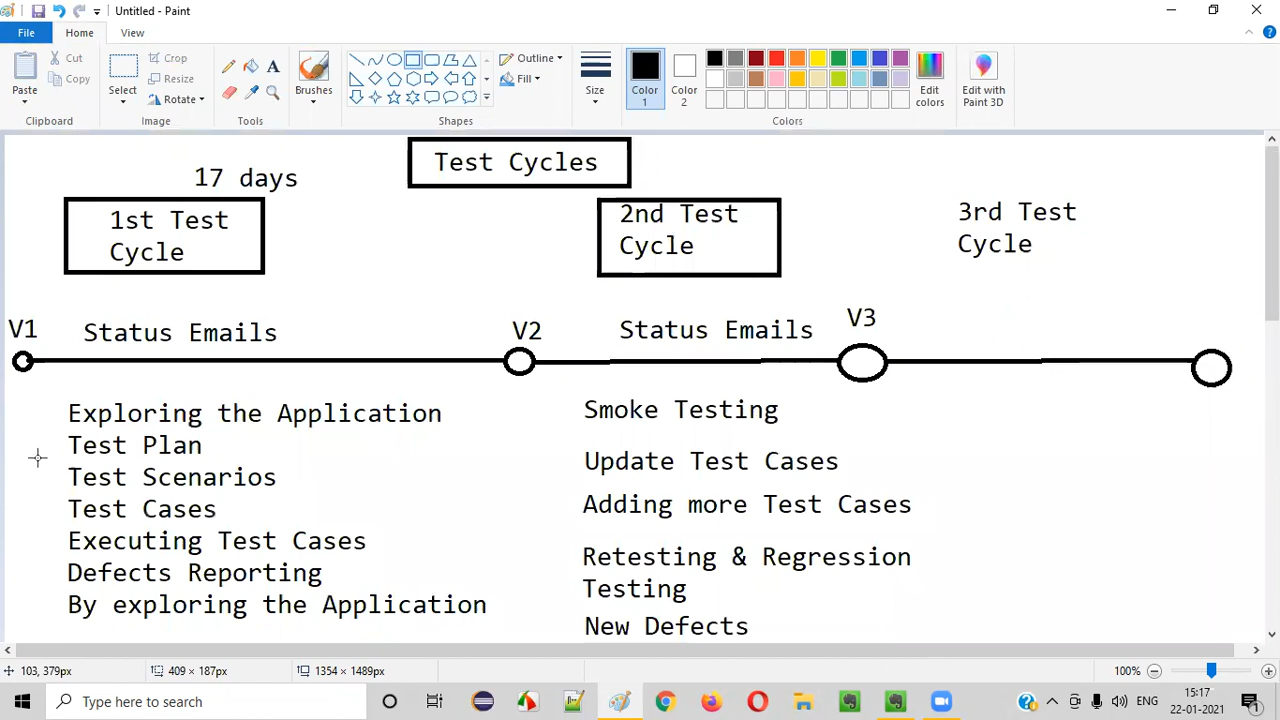 Untitled - Paint
File
Home
View
Paste
Cut
Copy
Clipboard
Select
Crop
Resize
Rotate
Image
A
Tools
Brushes
Outline
Fill
Shapes
Size
Color
1
Color
2
Edit
colors
Edit with
Paint 3D
Colors
Test Cycles
17 days
1st Test
Cycle
2nd Test
Cycle
3rd Test
Cycle
V1
Status Emails
V2
Status Emails
V3
Exploring the Application
Test Plan
Test Scenarios
Test Cases
Executing Test Cases
Defects Reporting
By exploring the Application
Smoke Testing
Update Test Cases
Adding more Test Cases
Retesting & Regression
Testing
New Defects
103, 379px
409 × 187px
1354 × 1489px
100%
Type here to search
ENG
15:17
22-01-2021